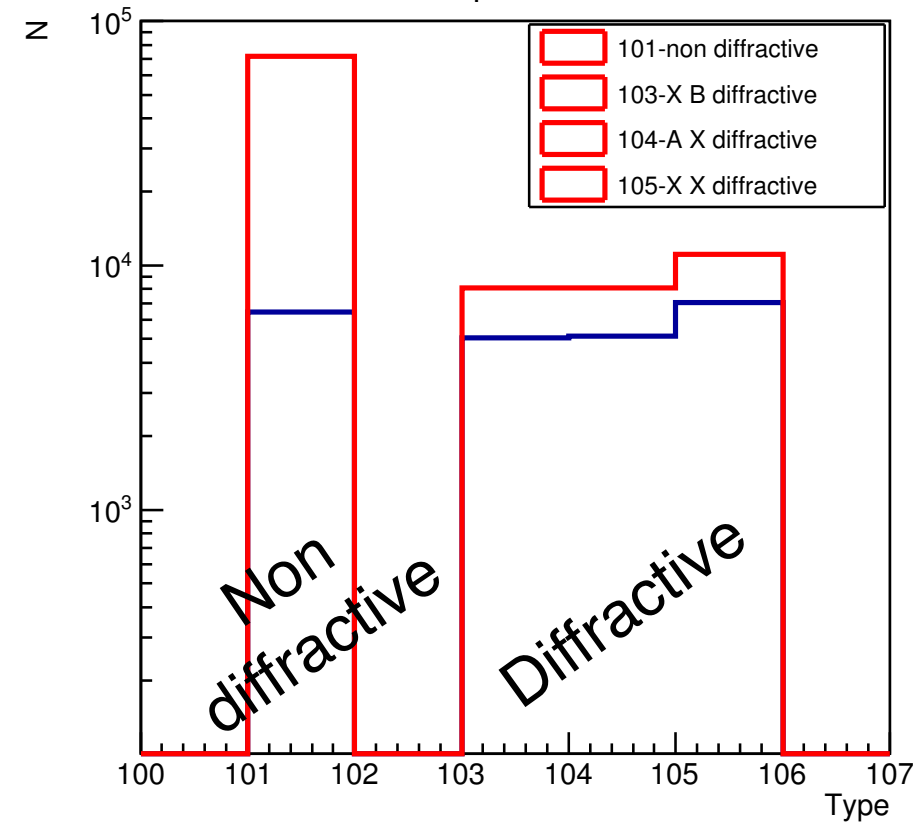 N
10^5
10^4
10^3
101-non diffractive
103-X B diffractive
104-A X diffractive
105-X X diffractive
Non
diffractive
Diffractive
100 101 102 103 104 105 106 107
Type